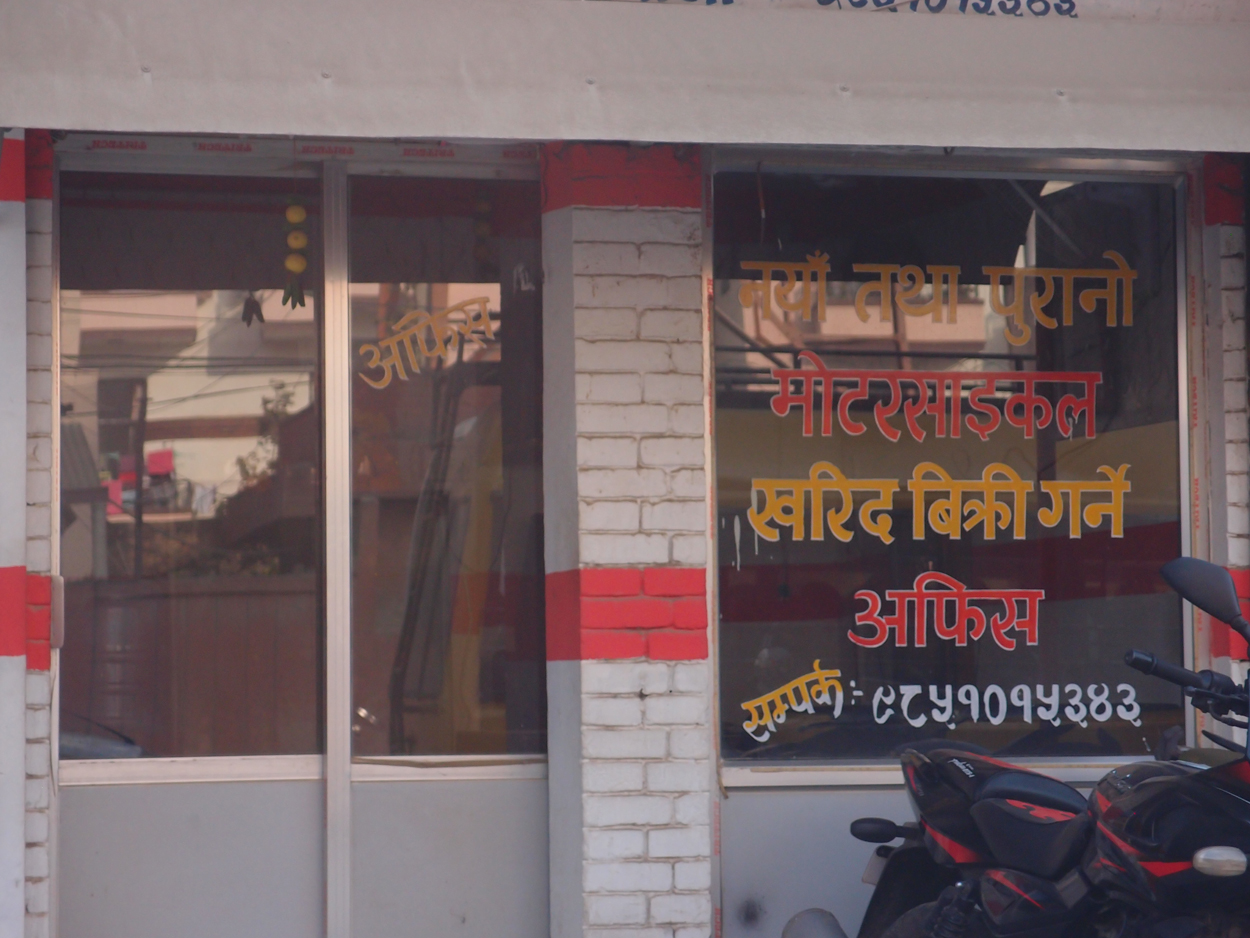 अफिस
नयाँ तथा पुरानो
मोटरसाइकल
खरिद बिक्री गर्ने
अफिस
सम्पर्क:- ९८५१०१५३४३